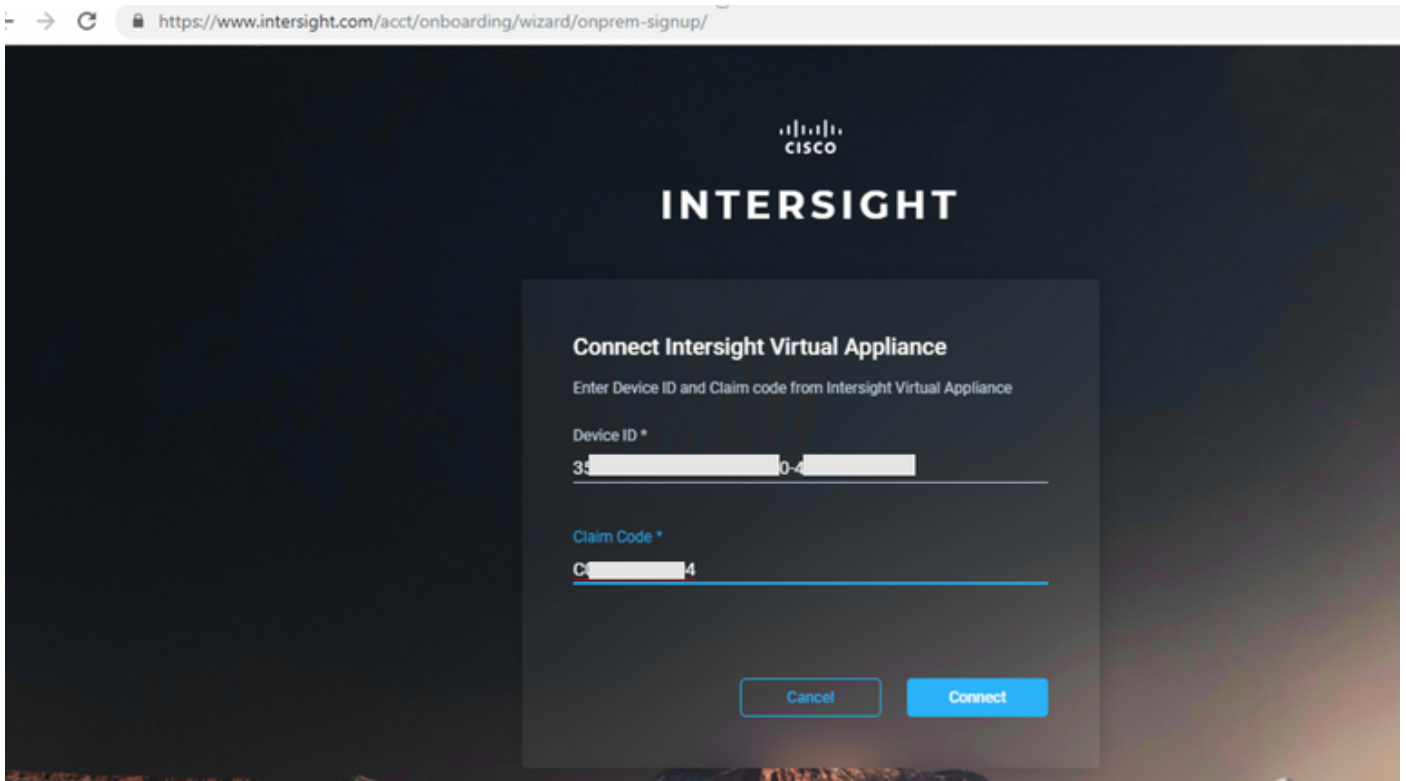 https://www.intersight.com/acct/onboarding/wizard/onprem-signup/
CISCO
INTERSIGHT
Connect Intersight Virtual Appliance
Enter Device ID and Claim code from Intersight Virtual Appliance
Device ID *
35 0-4
Claim Code *
C 4
Cancel Connect